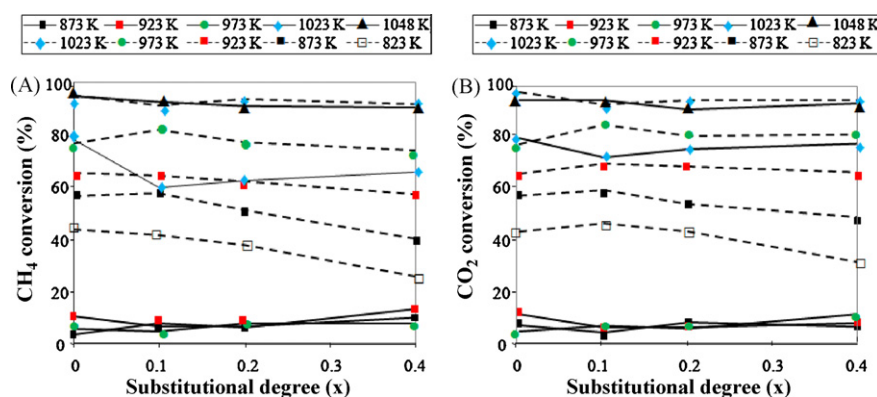 873 K 923 K 973 K 1023 K 1048 K
1023 K 973 K 923 K 873 K 823 K
873 K 923 K 973 K 1023 K 1048 K
1023 K 973 K 923 K 873 K 823 K
(A)
CH4 conversion (%)
100
80
60
40
20
0
0 0.1 0.2 0.3 0.4
Substitutional degree (x)
(B)
CO2 conversion (%)
100
80
60
40
20
0
0 0.1 0.2 0.3 0.4
Substitutional degree (x)